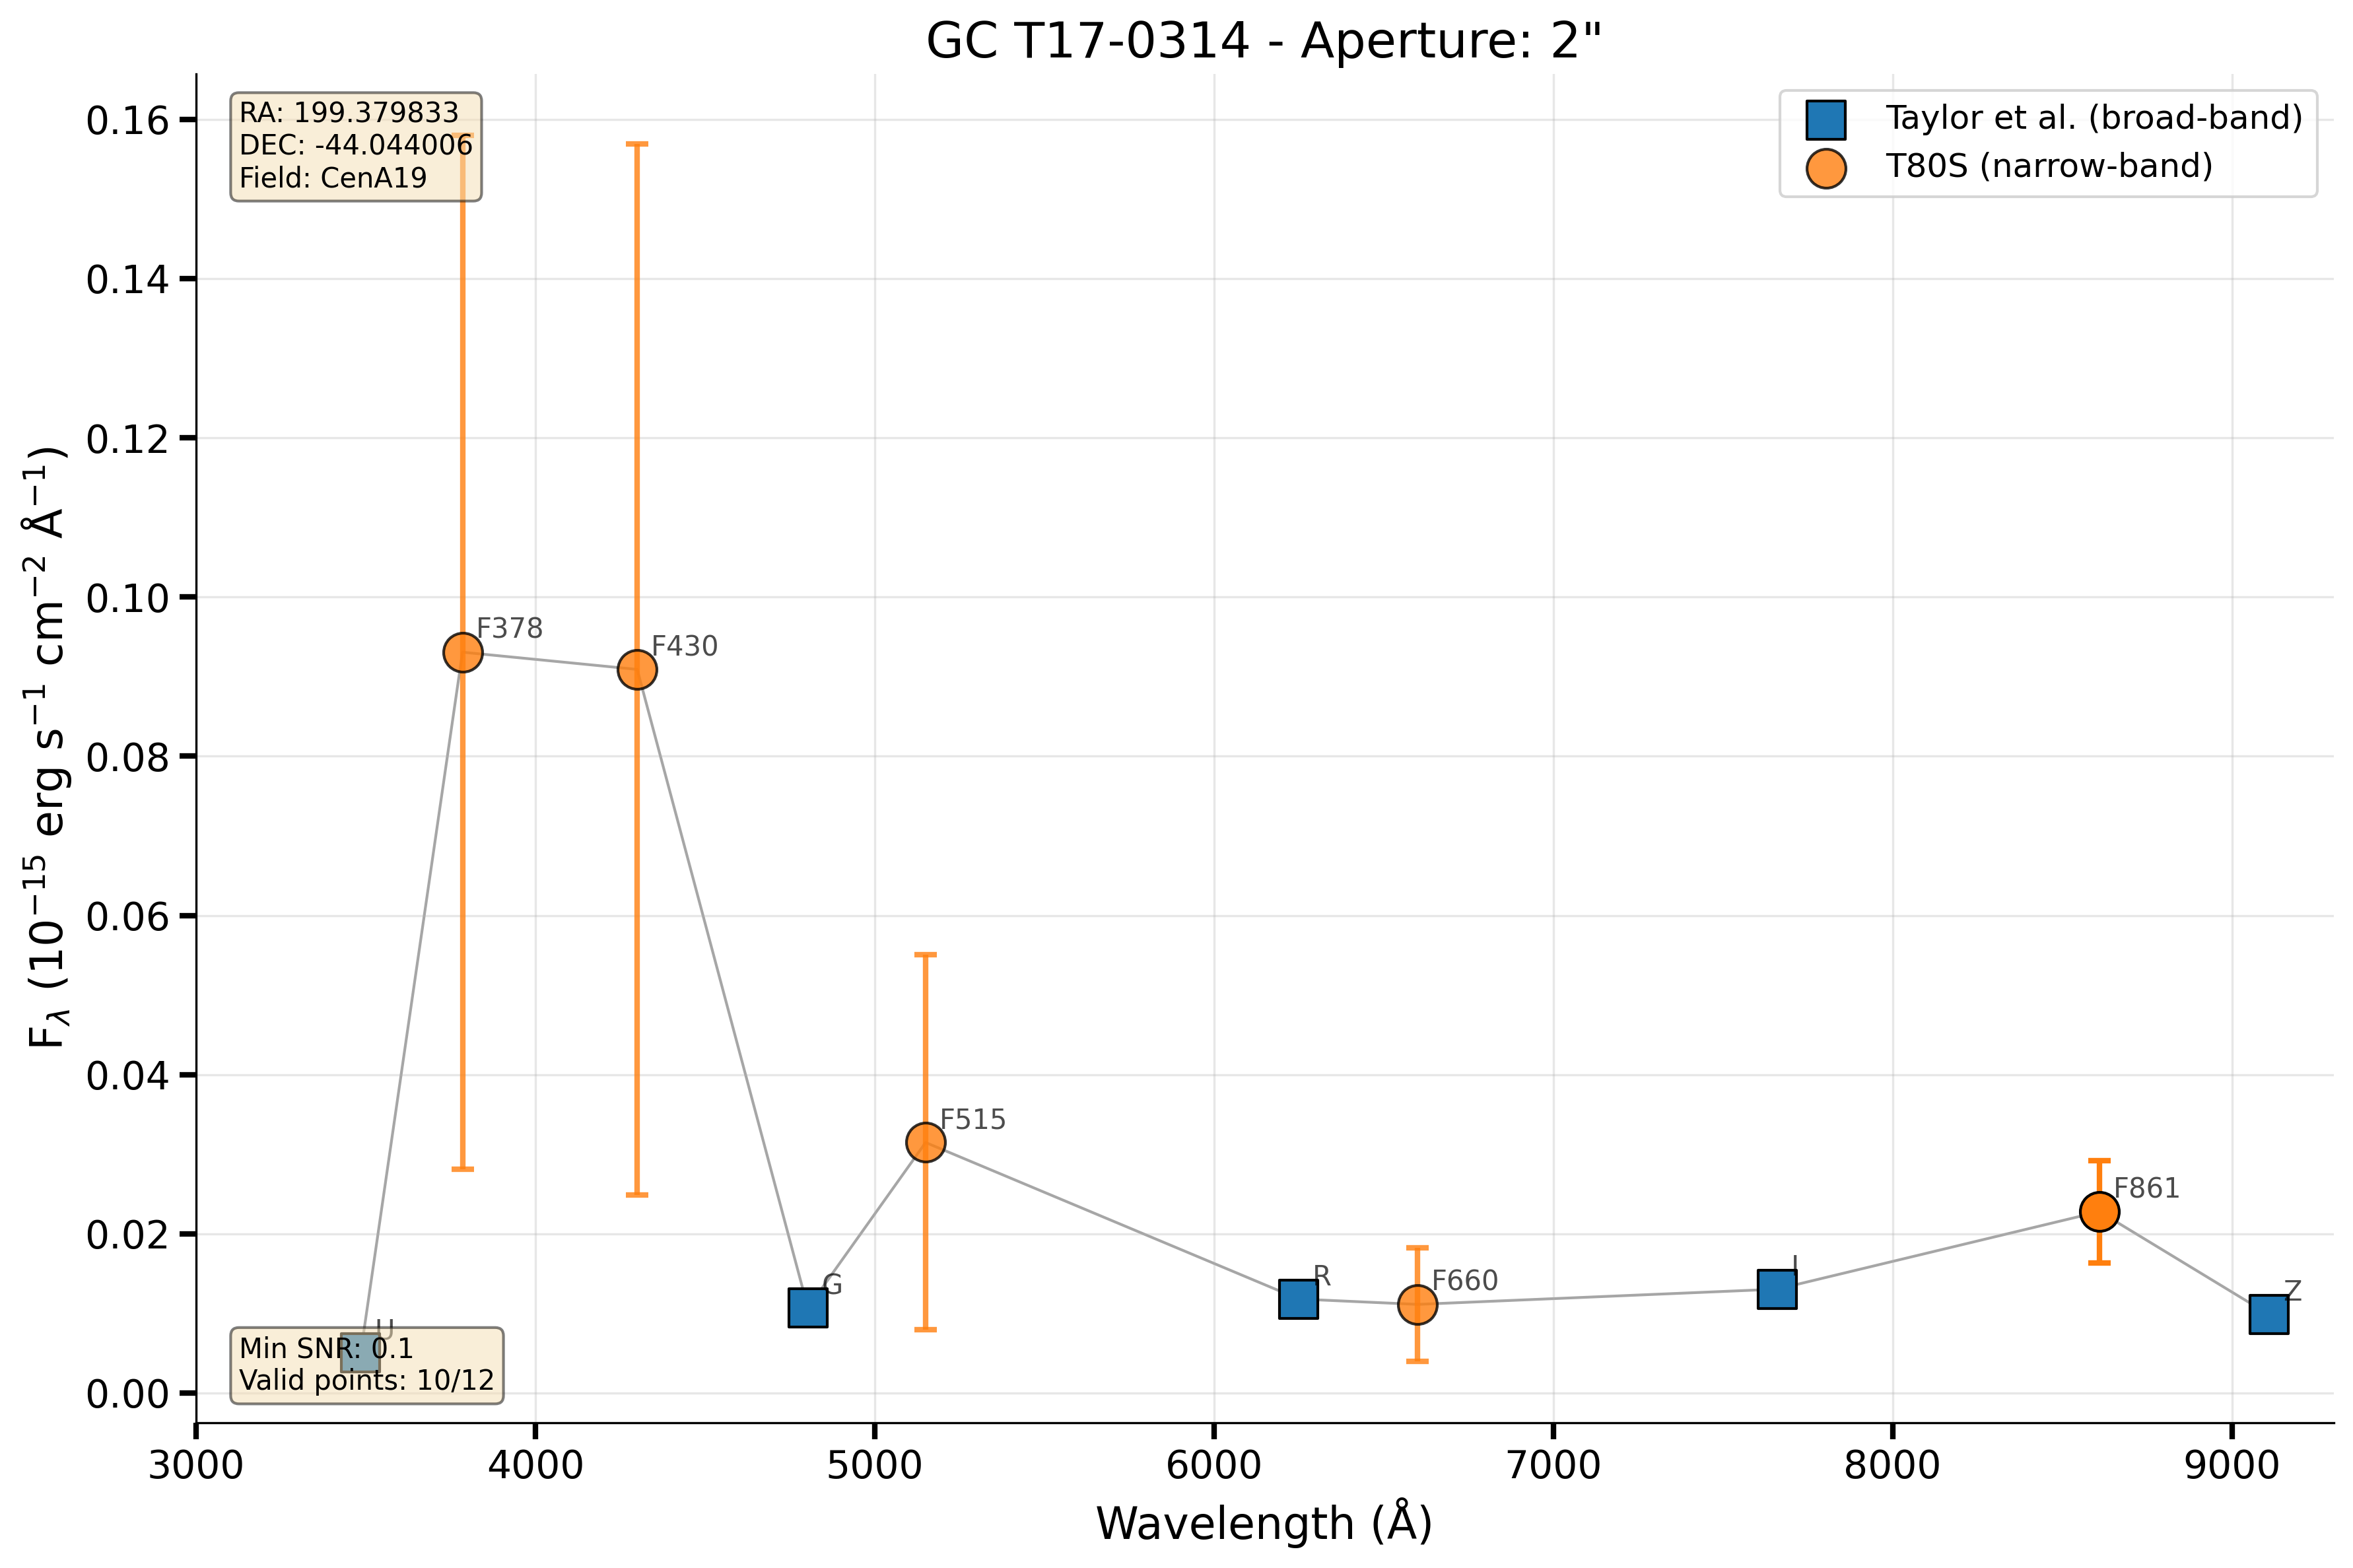 GC T17-0314 - Aperture: 2"
RA: 199.379833
DEC: -44.044006
Field: CenA19
Taylor et al. (broad-band)
T80S (narrow-band)
0.16
0.14
0.12
0.10
0.08
0.06
0.04
0.02
0.00
F$_{λ}$ (10$^{−15}$ erg s$^{−1}$ cm$^{−2}$ Å$^{−1}$)
F378
F430
F515
F861
I
R
F660
G
Z
U
Min SNR: 0.1
Valid points: 10/12
3000 4000 5000 6000 7000 8000 9000
Wavelength (Å)